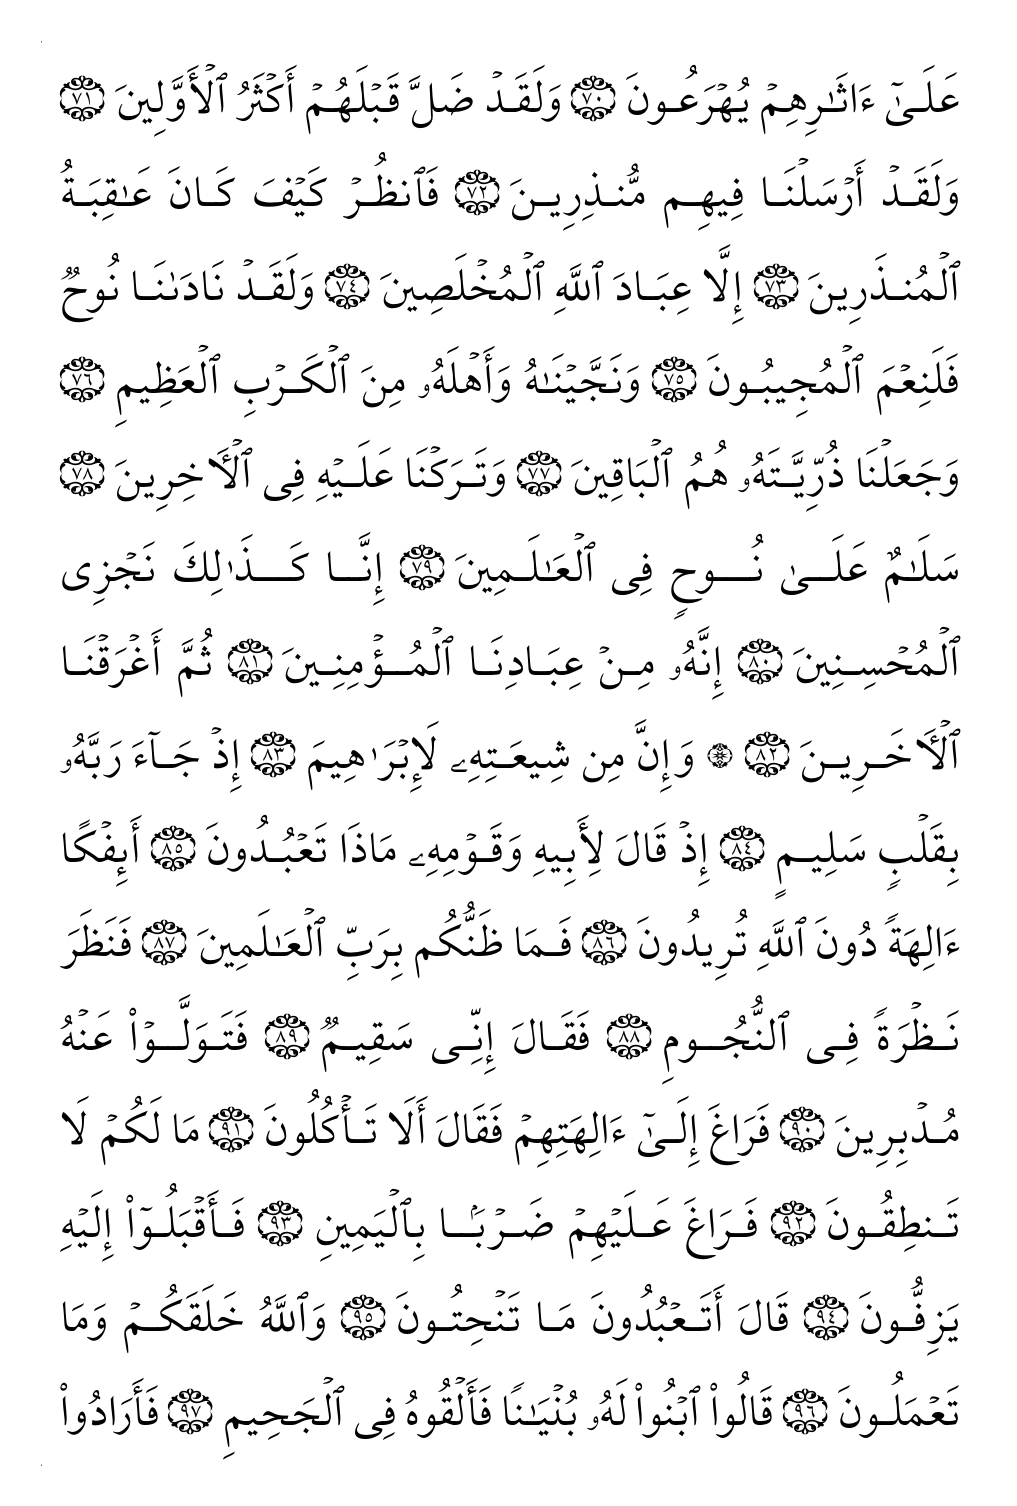 عَلَىٰٓ ءَاثَـٰرِهِمۡ يُهۡرَعُونَ ٧٠ وَلَقَدۡ ضَلَّ قَبۡلَهُمۡ أَكۡثَرُ ٱلۡأَوَّلِينَ ٧١
وَلَقَدۡ أَرۡسَلۡنَا فِيهِم مُّنذِرِينَ ٧٢ فَٱنظُرۡ كَيۡفَ كَانَ عَـٰقِبَةُ
ٱلۡمُنذَرِينَ ٧٣ إِلَّا عِبَادَ ٱللَّهِ ٱلۡمُخۡلَصِينَ ٧٤ وَلَقَدۡ نَادَىٰنَا نُوحٌ
فَلَنِعۡمَ ٱلۡمُجِيبُونَ ٧٥ وَنَجَّيۡنَـٰهُ وَأَهۡلَهُۥ مِنَ ٱلۡكَرۡبِ ٱلۡعَظِيمِ ٧٦
وَجَعَلۡنَا ذُرِّيَّتَهُۥ هُمُ ٱلۡبَاقِينَ ٧٧ وَتَرَكۡنَا عَلَيۡهِ فِى ٱلۡـَٔاخِرِينَ ٧٨
سَلَـٰمٌ عَلَىٰ نُوحٍ فِى ٱلۡعَـٰلَمِينَ ٧٩ إِنَّا كَذَٰلِكَ نَجۡزِى
ٱلۡمُحۡسِنِينَ ٨٠ إِنَّهُۥ مِنۡ عِبَادِنَا ٱلۡمُؤۡمِنِينَ ٨١ ثُمَّ أَغۡرَقۡنَا
ٱلۡـَٔاخَرِينَ ٨٢ ۞ وَإِنَّ مِن شِيعَتِهِۦ لَإِبۡرَٰهِيمَ ٨٣ إِذۡ جَآءَ رَبَّهُۥ
بِقَلۡبٍ سَلِيمٍ ٨٤ إِذۡ قَالَ لِأَبِيهِ وَقَوۡمِهِۦ مَاذَا تَعۡبُدُونَ ٨٥ أَئِفۡكًا
ءَالِهَةً دُونَ ٱللَّهِ تُرِيدُونَ ٨٦ فَمَا ظَنُّكُم بِرَبِّ ٱلۡعَـٰلَمِينَ ٨٧ فَنَظَرَ
نَظۡرَةً فِى ٱلنُّجُومِ ٨٨ فَقَالَ إِنِّى سَقِيمٌ ٨٩ فَتَوَلَّوۡاْ عَنۡهُ
مُدۡبِرِينَ ٩٠ فَرَاغَ إِلَىٰٓ ءَالِهَتِهِمۡ فَقَالَ أَلَا تَأۡكُلُونَ ٩١ مَا لَكُمۡ لَا
تَنطِقُونَ ٩٢ فَرَاغَ عَلَيۡهِمۡ ضَرۡبَۢا بِٱلۡيَمِينِ ٩٣ فَأَقۡبَلُوٓاْ إِلَيۡهِ
يَزِفُّونَ ٩٤ قَالَ أَتَعۡبُدُونَ مَا تَنۡحِتُونَ ٩٥ وَٱللَّهُ خَلَقَكُمۡ وَمَا
تَعۡمَلُونَ ٩٦ قَالُواْ ٱبۡنُواْ لَهُۥ بُنۡيَـٰنًا فَأَلۡقُوهُ فِى ٱلۡجَحِيمِ ٩٧ فَأَرَادُواْ